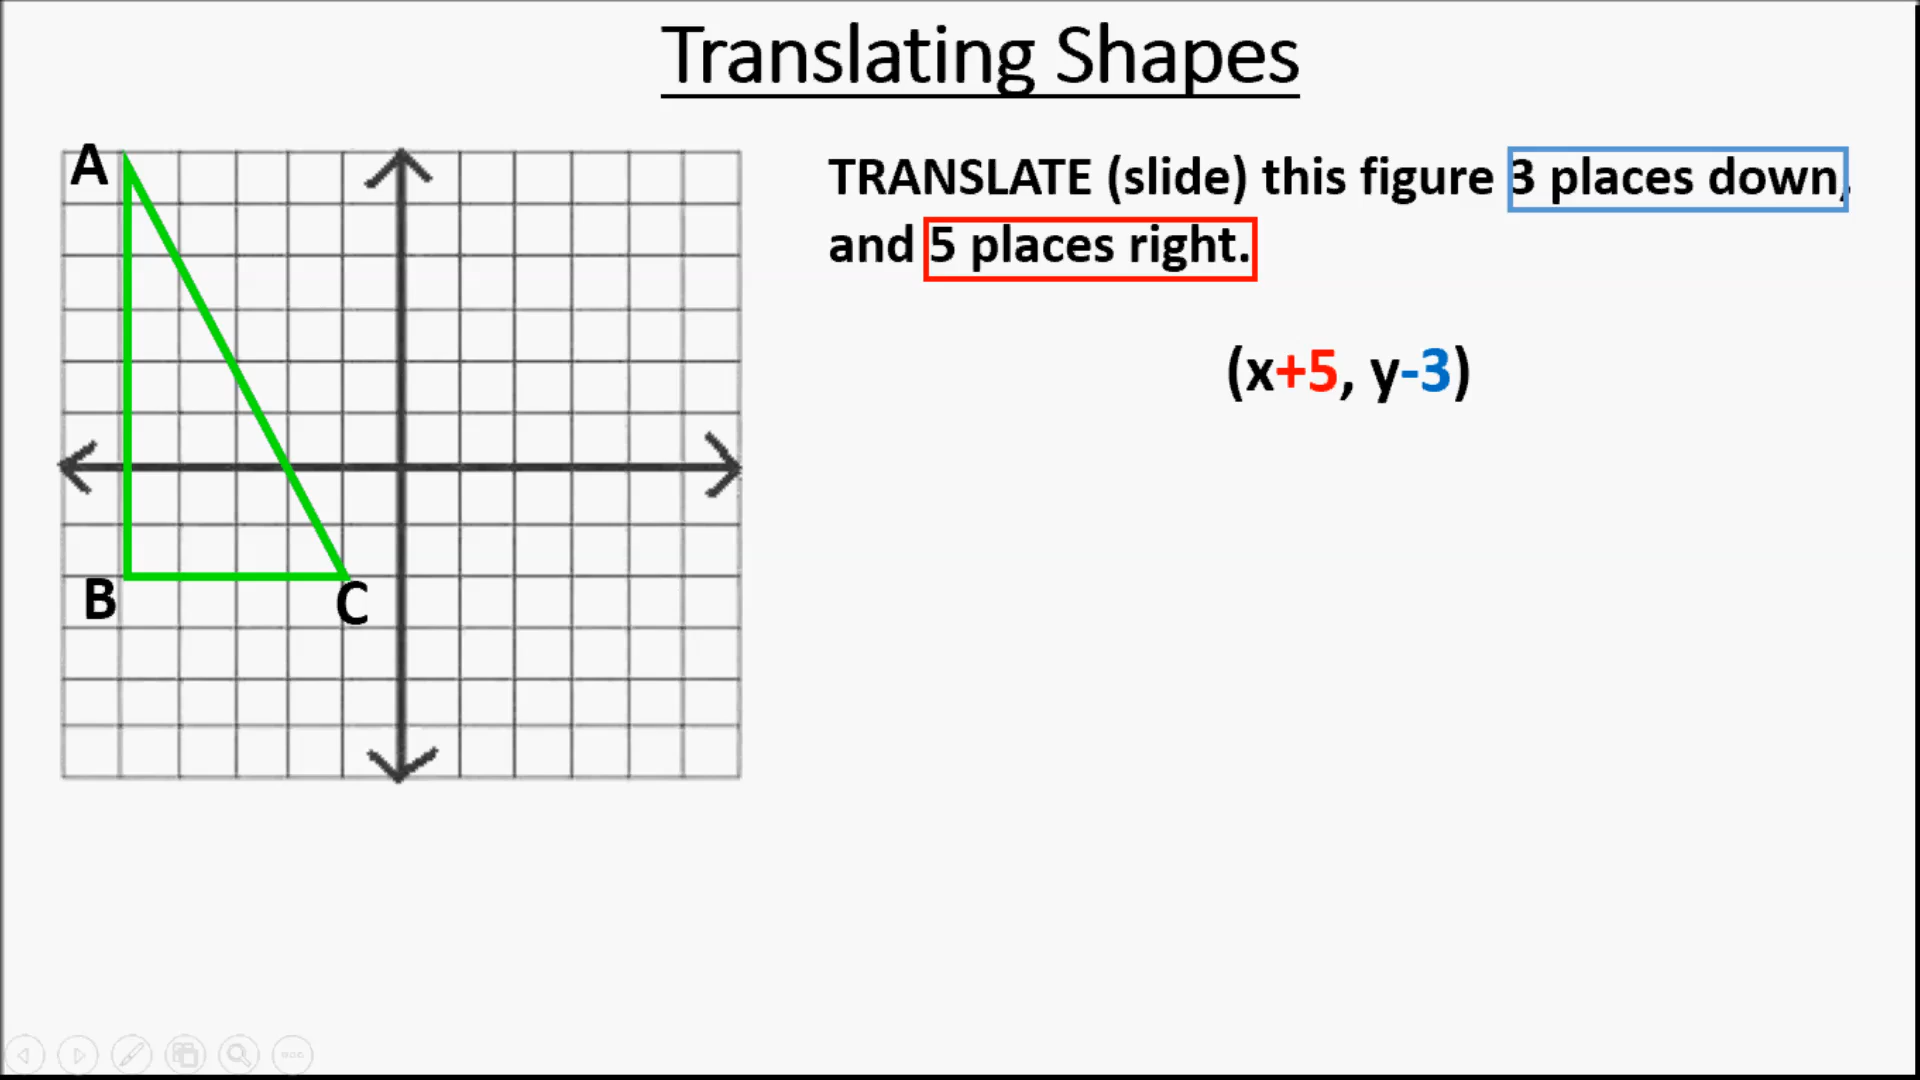 Translating Shapes
A
TRANSLATE (slide) this figure 3 places down,
and 5 places right.
(x+5, y-3)
B
C